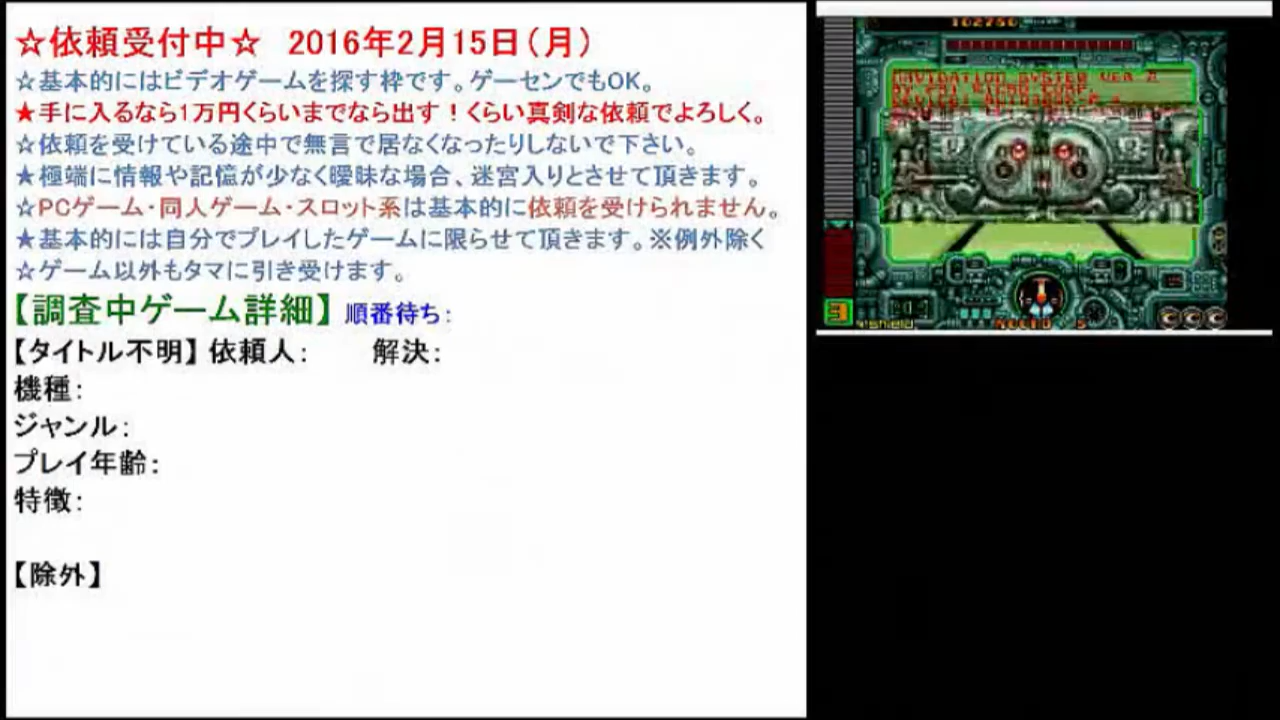 ☆依頼受付中☆ 2016年2月15日(月)
☆基本的にはビデオゲームを探す枠です。ゲーセンでもOK。
★手に入るなら1万円くらいまでなら出す！くらい真剣な依頼でよろしく。
☆依頼を受けている途中で無言で居なくなったりしないで下さい。
★極端に情報や記憶が少なく曖昧な場合、迷宮入りとさせて頂きます。
☆PCゲーム・同人ゲーム・スロット系は基本的に依頼を受けられません。
★基本的には自分でプレイしたゲームに限らせて頂きます。※例外除く
☆ゲーム以外もタマに引き受けます。
【調査中ゲーム詳細】 順番待ち：
【タイトル不明】 依頼人： 解決：
機種：
ジャンル：
プレイ年齢：
特徴：
【除外】
102750
NAVIGATION SYSTEM VER
3
shield